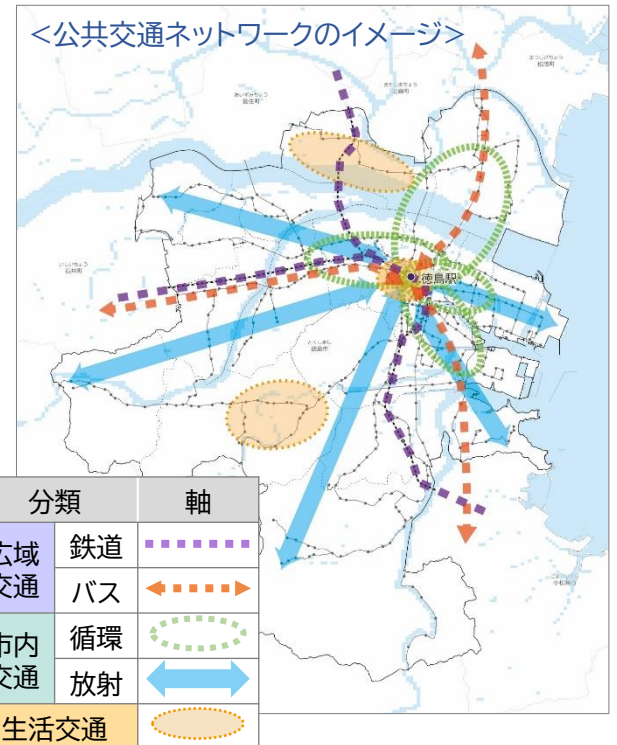 <公共交通ネットワークのイメージ>
徳島駅
分類
軸
広域
交通
鉄道
バス
市内
交通
循環
放射
生活交通